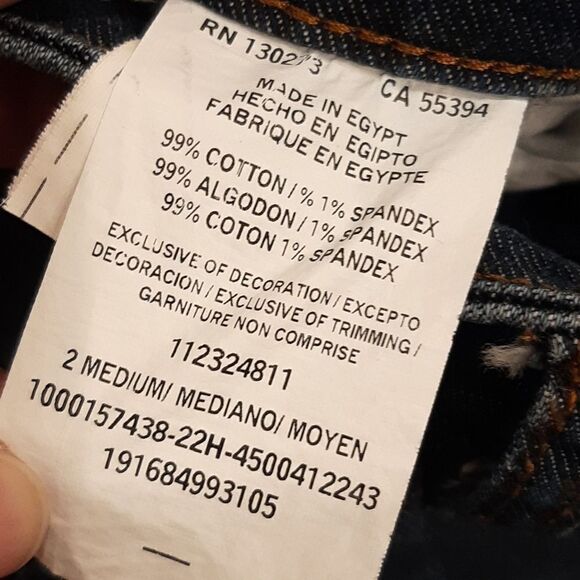 RN 130273
CA 55394
MADE IN EGYPT
HECHO EN EGIPTO
FABRIQUE EN EGYPTE
99% COTTON / % 1% SPANDEX
99% ALGODON / 1% SPANDEX
99% COTON 1% SPANDEX
EXCLUSIVE OF DECORATION / EXCEPTO
DECORACION / EXCLUSIVE OF TRIMMING /
GARNITURE NON COMPRISE
112324811
2 MEDIUM/ MEDIANO/ MOYEN
1000157438-22H-4500412243
191684993105